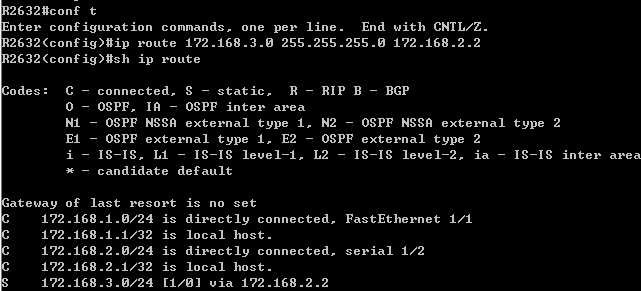 R2632#conf t
Enter configuration commands, one per line.  End with CNTL/Z.
R2632(config)#ip route 172.168.3.0 255.255.255.0 172.168.2.2
R2632(config)#sh ip route
Codes:  C - connected, S - static,  R - RIP B - BGP
O - OSPF, IA - OSPF inter area
N1 - OSPF NSSA external type 1, N2 - OSPF NSSA external type 2
E1 - OSPF external type 1, E2 - OSPF external type 2
i - IS-IS, L1 - IS-IS level-1, L2 - IS-IS level-2, ia - IS-IS inter area
* - candidate default
Gateway of last resort is no set
C    172.168.1.0/24 is directly connected, FastEthernet 1/1
C    172.168.1.1/32 is local host.
C    172.168.2.0/24 is directly connected, serial 1/2
C    172.168.2.1/32 is local host.
S    172.168.3.0/24 [1/0] via 172.168.2.2